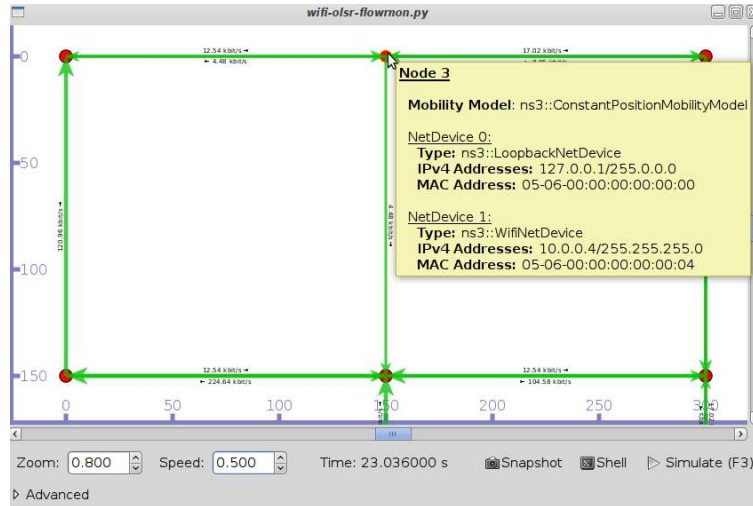 wifi-olsr-flowmon.py
12.54 kbit/s →
← 4.48 kbit/s
17.02 kbit/s →
0
Node 3
Mobility Model: ns3::ConstantPositionMobilityModel
NetDevice 0:
Type: ns3::LoopbackNetDevice
IPv4 Addresses: 127.0.0.1/255.0.0.0
MAC Address: 05-06-00:00:00:00:00:00
NetDevice 1:
Type: ns3::WifiNetDevice
IPv4 Addresses: 10.0.0.4/255.255.255.0
MAC Address: 05-06-00:00:00:00:00:04
50
120.96 kbit/s →
100
12.54 kbit/s →
← 224.64 kbit/s
12.54 kbit/s →
← 104.58 kbit/s
150
0 50 100 150 200 250 300
Zoom: 0.800 Speed: 0.500 Time: 23.036000 s Snapshot Shell Simulate (F3)
Advanced